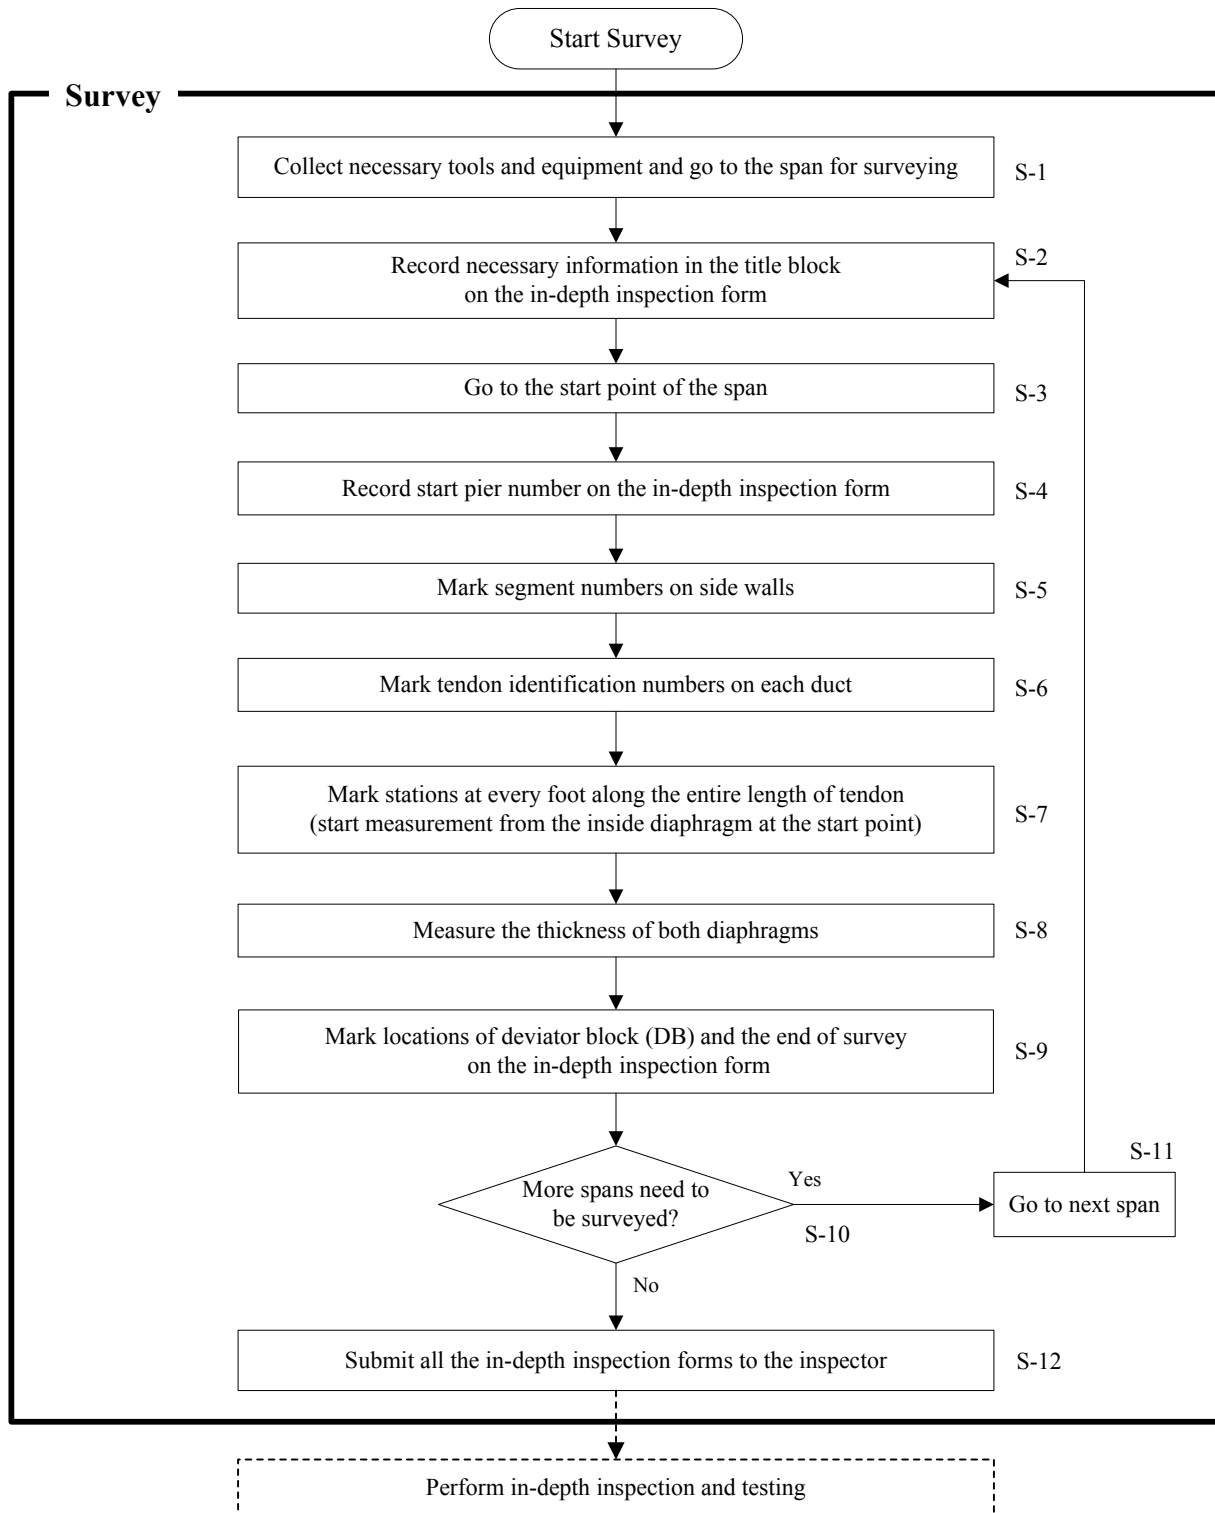 Start Survey
Survey
Collect necessary tools and equipment and go to the span for surveying
S-1
Record necessary information in the title block
on the in-depth inspection form
S-2
Go to the start point of the span
S-3
Record start pier number on the in-depth inspection form
S-4
Mark segment numbers on side walls
S-5
Mark tendon identification numbers on each duct
S-6
Mark stations at every foot along the entire length of tendon
(start measurement from the inside diaphragm at the start point)
S-7
Measure the thickness of both diaphragms
S-8
Mark locations of deviator block (DB) and the end of survey
on the in-depth inspection form
S-9
More spans need to
be surveyed?
S-10
Yes
S-11
Go to next span
No
Submit all the in-depth inspection forms to the inspector
S-12
Perform in-depth inspection and testing